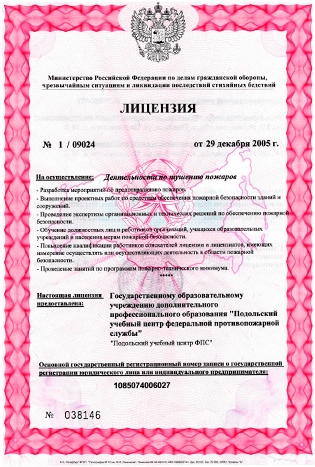 Министерство Российской Федерации по делам гражданской обороны,
чрезвычайным ситуациям и ликвидации последствий стихийных бедствий
ЛИЦЕНЗИЯ
№ 1 / 09024 от 29 декабря 2005 г.
На осуществление: Деятельности по тушению пожаров
- Разработка мероприятий по предотвращению пожаров.
- Выполнение проектных работ по средствам обеспечения пожарной безопасности зданий и
сооружений.
- Проведение экспертизы организационных и технических решений по обеспечению пожарной
безопасности.
- Обучение должностных лиц и работников организаций, учащихся образовательных
учреждений и населения мерам пожарной безопасности.
- Повышение квалификации работников соискателей лицензии и лицензиатов, имеющих
намерение осуществлять или осуществляющих деятельность в области пожарной
безопасности.
- Проведение занятий по программам пожарно-технического минимума.
*****
Настоящая лицензия Государственному образовательному
предоставлена: учреждению дополнительного
профессионального образования "Подольский
учебный центр федеральной противопожарной
службы"
"Подольский учебный центр ФПС"
Основной государственный регистрационный номер записи о государственной
регистрации юридического лица или индивидуального предпринимателя:
1085074006027
№ 038146